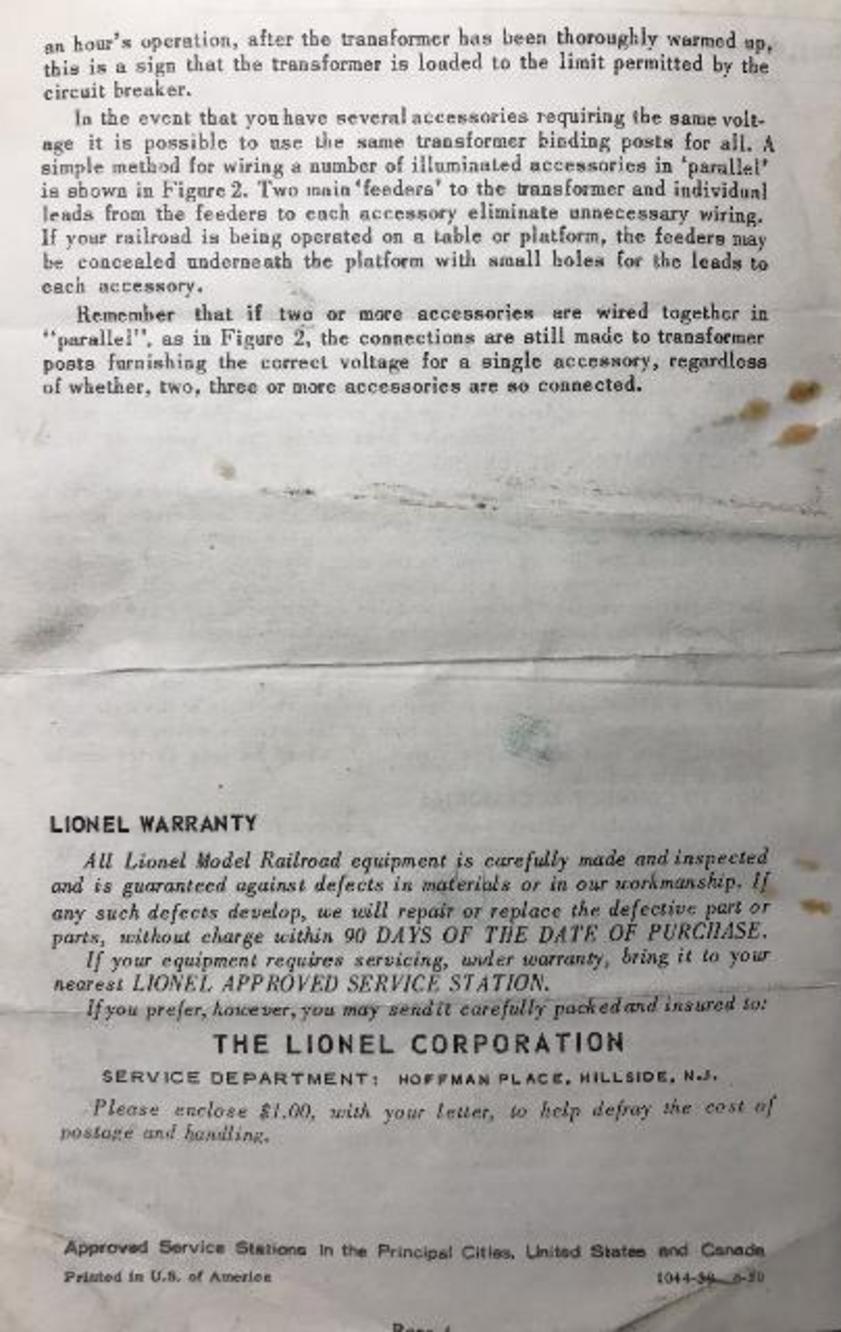 an hour's operation, after the transformer has been thoroughly warmed up,
this is a sign that the transformer is loaded to the limit permitted by the
circuit breaker.
In the event that you have several accessories requiring the same volt-
age it is possible to use the same transformer binding posts for all. A
simple method for wiring a number of illuminated accessories in 'parallel'
is shown in Figure 2. Two main 'feeders' to the transformer and individual
leads from the feeders to each accessory eliminate unnecessary wiring.
If your railroad is being operated on a table or platform, the feeders may
be concealed underneath the platform with small holes for the leads to
each accessory.
Remember that if two or more accessories are wired together in
"parallel", as in Figure 2, the connections are still made to transformer
posts furnishing the correct voltage for a single accessory, regardless
of whether, two, three or more accessories are so connected.
LIONEL WARRANTY
All Lionel Model Railroad equipment is carefully made and inspected
and is guaranteed against defects in materials or in our workmanship. If
any such defects develop, we will repair or replace the defective part or
parts, without charge within 90 DAYS OF THE DATE OF PURCHASE.
If your equipment requires servicing, under warranty, bring it to your
nearest LIONEL APPROVED SERVICE STATION.
If you prefer, however, you may send it carefully packed and insured to:
THE LIONEL CORPORATION
SERVICE DEPARTMENT: HOFFMAN PLACE, HILLSIDE, N.J.
Please enclose $1.00, with your letter, to help defray the cost of
postage and handling.
Approved Service Stations in the Principal Cities, United States and Canada
Printed in U.S. of America